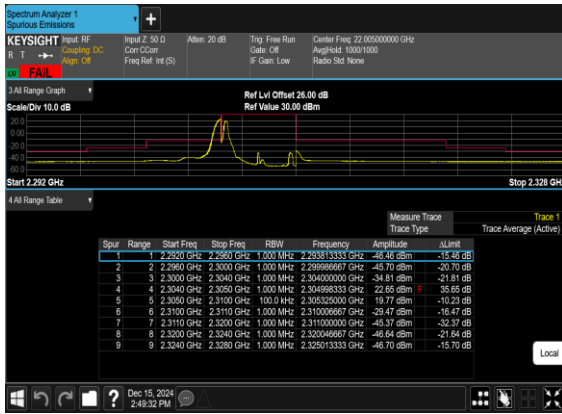 Spectrum Analyzer 1
Spurious Emissions
+
KEYSIGHT Input: RF Input Z: 50 Ω Atten: 20 dB Trig: Free Run Center Freq: 22.005000000 GHz
R T Coupling: DC Corr CCorr Gate: Off Avg|Hold: 1000/1000
Align: Off Freq Ref: Int (S) IF Gain: Low Radio Std: None
LNI FAIL
3 All Range Graph
Ref Lvl Offset 26.00 dB
Scale/Div 10.0 dB Ref Value 30.00 dBm
20.0
0.00
-20.0
-40.0
-60.0
Start 2.292 GHz Stop 2.328 GH
4 All Range Table
Measure Trace Trace 1
Trace Type Trace Average (Active)
Spur Range Start Freq Stop Freq RBW Frequency Amplitude ΔLimit
1 1 2.2920 GHz 2.2960 GHz 1.000 MHz 2.293813333 GHz -46.46 dBm -15.46 dB
2 2 2.2960 GHz 2.3000 GHz 1.000 MHz 2.299986667 GHz -45.70 dBm -20.70 dB
3 3 2.3000 GHz 2.3040 GHz 1.000 MHz 2.304000000 GHz -34.81 dBm -21.81 dB
4 4 2.3040 GHz 2.3050 GHz 1.000 MHz 2.304998333 GHz 22.65 dBm F 35.65 dB
5 5 2.3050 GHz 2.3100 GHz 100.0 kHz 2.305325000 GHz 19.77 dBm -10.23 dB
6 6 2.3100 GHz 2.3110 GHz 1.000 MHz 2.310006667 GHz -29.47 dBm -16.47 dB
7 7 2.3110 GHz 2.3200 GHz 1.000 MHz 2.311000000 GHz -45.37 dBm -32.37 dB
8 8 2.3200 GHz 2.3240 GHz 1.000 MHz 2.320046667 GHz -46.64 dBm -21.64 dB
9 9 2.3240 GHz 2.3280 GHz 1.000 MHz 2.325013333 GHz -46.70 dBm -15.70 dB
Local
? Dec 15, 2024
2:49:32 PM